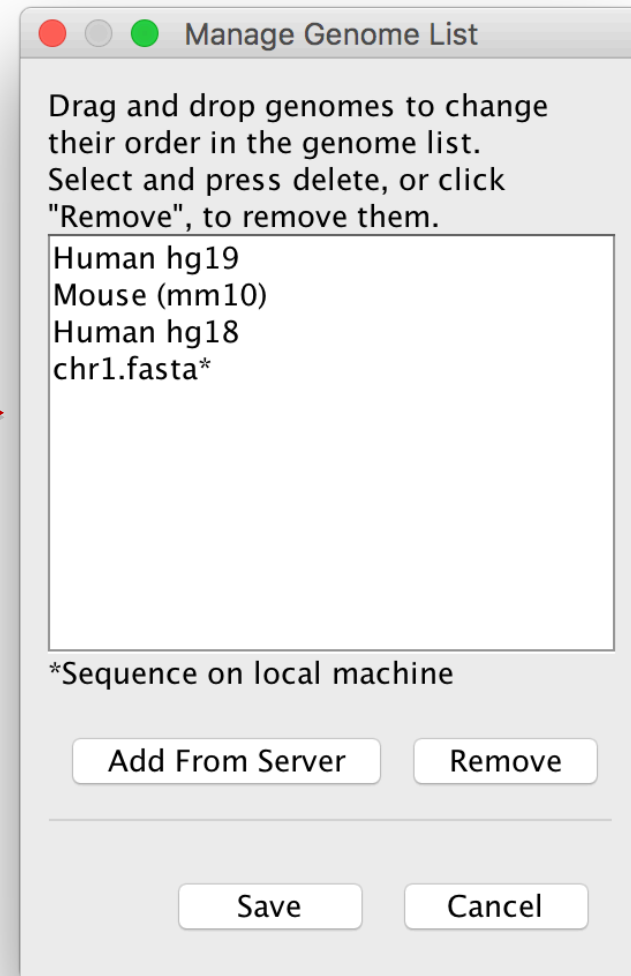 Manage Genome List
Drag and drop genomes to change
their order in the genome list.
Select and press delete, or click
"Remove", to remove them.
Human hg19
Mouse (mm10)
Human hg18
chr1.fasta*
*Sequence on local machine
Add From Server Remove
Save Cancel